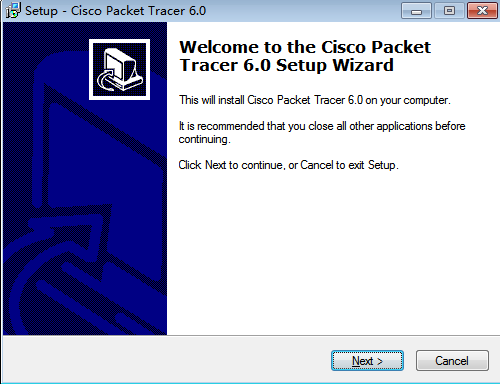 Setup - Cisco Packet Tracer 6.0
Welcome to the Cisco Packet
Tracer 6.0 Setup Wizard
This will install Cisco Packet Tracer 6.0 on your computer.
It is recommended that you close all other applications before
continuing.
Click Next to continue, or Cancel to exit Setup.
Next >
Cancel